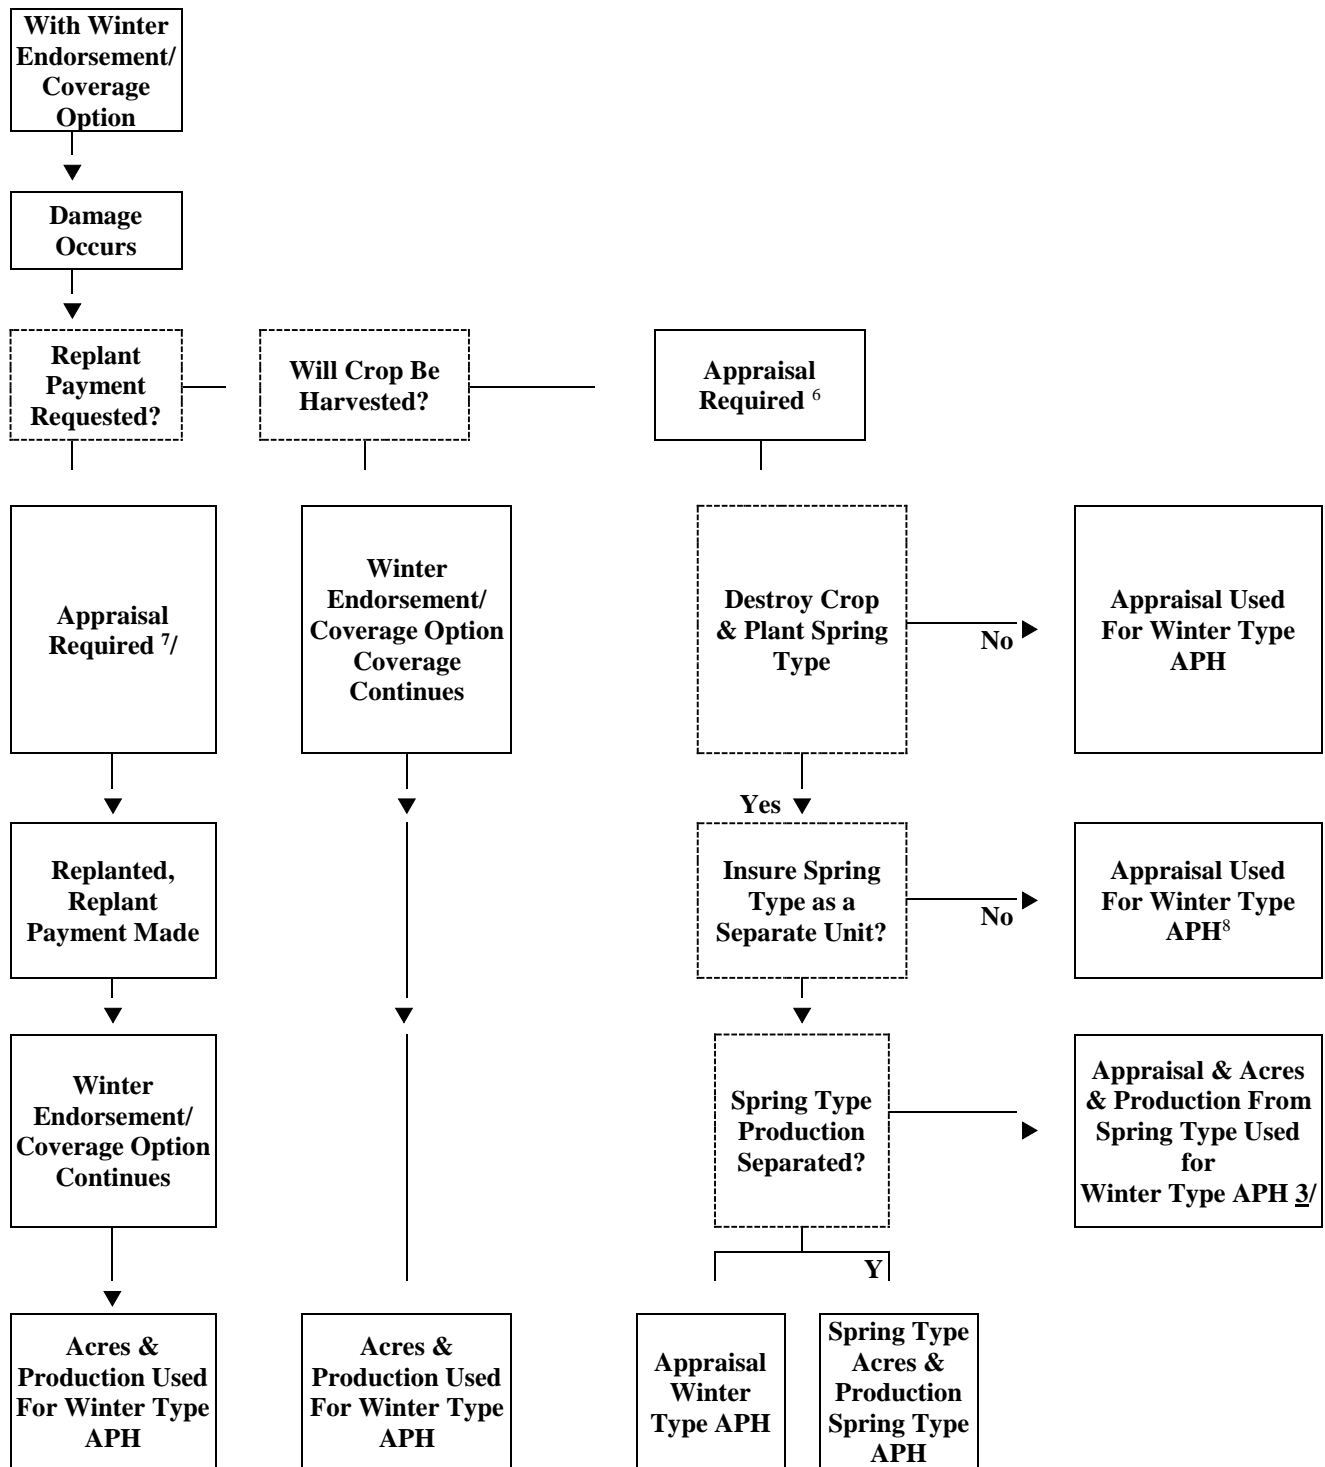 With Winter
Endorsement/
Coverage
Option
Damage
Occurs
Replant
Payment
Requested?
Will Crop Be
Harvested?
Appraisal
Required 6
Appraisal
Required 7/
Winter
Endorsement/
Coverage Option
Coverage
Continues
Destroy Crop
& Plant Spring
Type
No
Appraisal Used
For Winter Type
APH
Yes
Replanted,
Replant
Payment Made
Insure Spring
Type as a
Separate Unit?
No
Appraisal Used
For Winter Type
APH8
Winter
Endorsement/
Coverage Option
Continues
Spring Type
Production
Separated?
Appraisal & Acres
& Production From
Spring Type Used
for
Winter Type APH 3/
Y
Acres &
Production Used
For Winter Type
APH
Acres &
Production Used
For Winter Type
APH
Appraisal
Winter
Type APH
Spring Type
Acres &
Production
Spring Type
APH